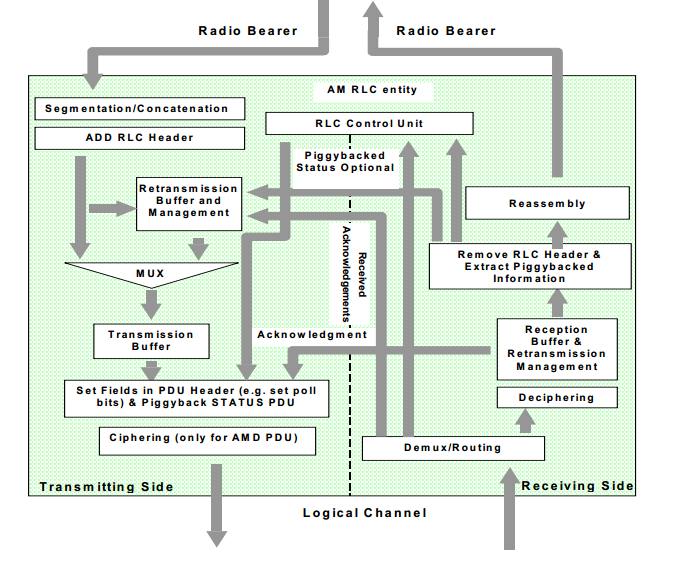 Radio Bearer
Radio Bearer
AM RLC entity
Segmentation/Concatenation
RLC Control Unit
ADD RLC Header
Piggybacked
Status Optional
Retransmission
Buffer and
Management
Reassembly
Received
Acknowledgements
Remove RLC Header &
Extract Piggybacked
Information
MUX
Transmission
Buffer
Acknowledgment
Reception
Buffer &
Retransmission
Management
Set Fields in PDU Header (e.g. set poll
bits) & Piggyback STATUS PDU
Deciphering
Ciphering (only for AMD PDU)
Demux/Routing
Transmitting Side
Receiving Side
Logical Channel